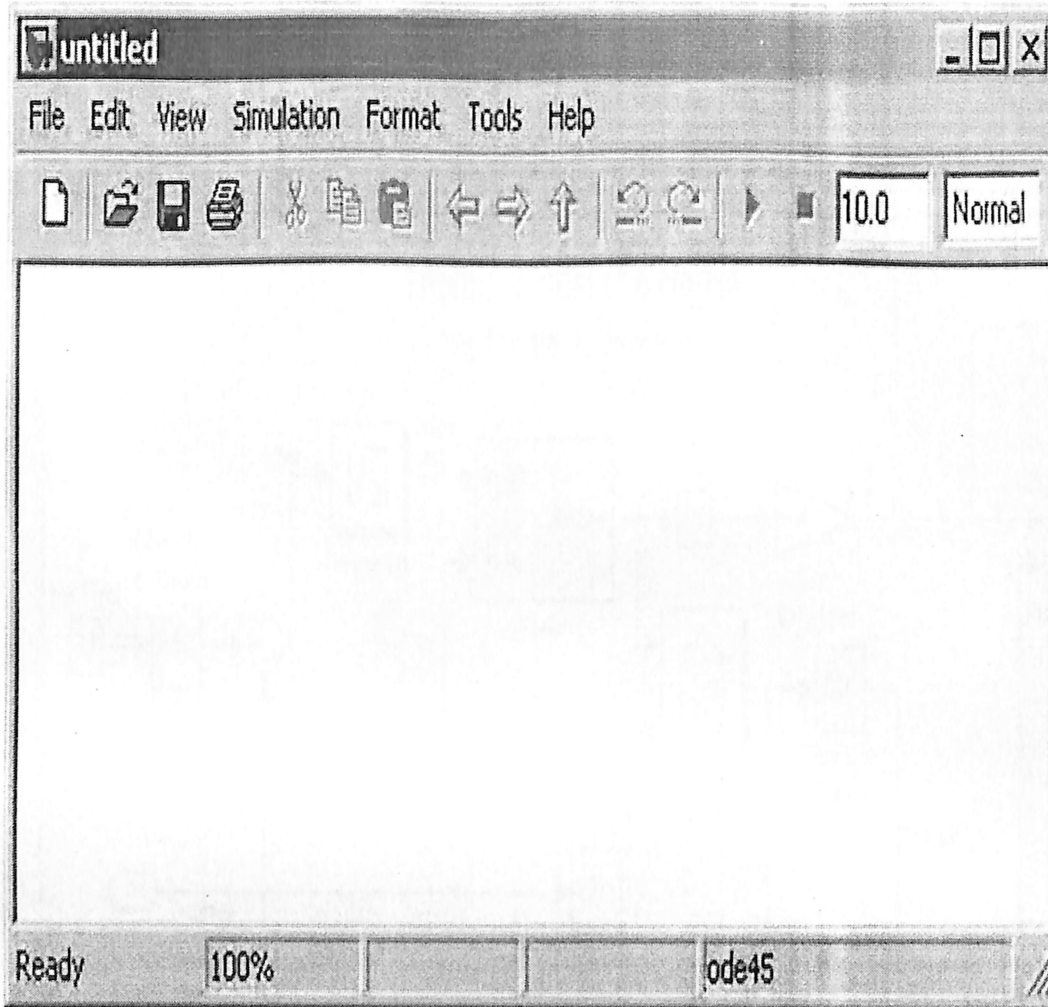 untitled
File Edit View Simulation Format Tools Help
10.0 Normal
Ready 100% ode45